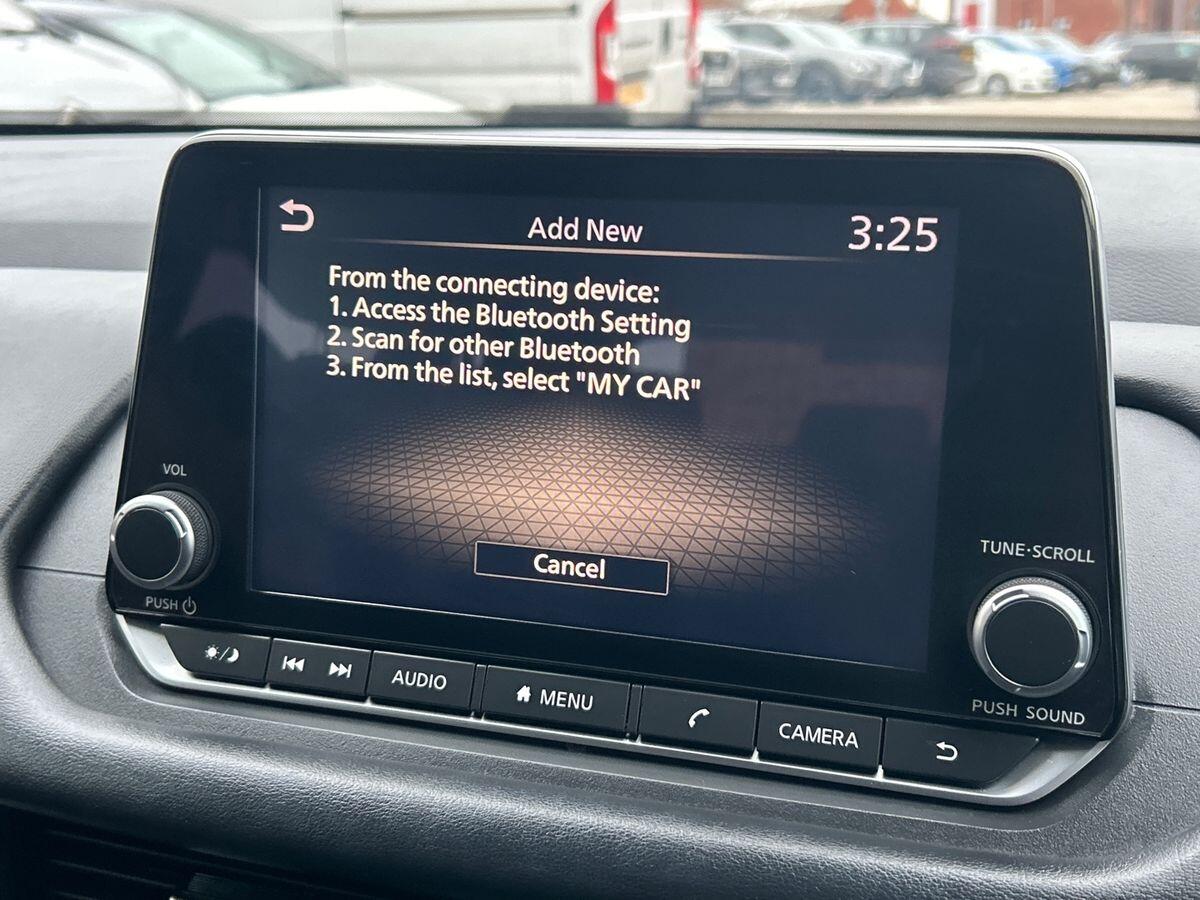 Add New
3:25
From the connecting device:
1. Access the Bluetooth Setting
2. Scan for other Bluetooth
3. From the list, select "MY CAR"
Cancel
VOL
PUSH
TUNE·SCROLL
PUSH SOUND
AUDIO
MENU
CAMERA